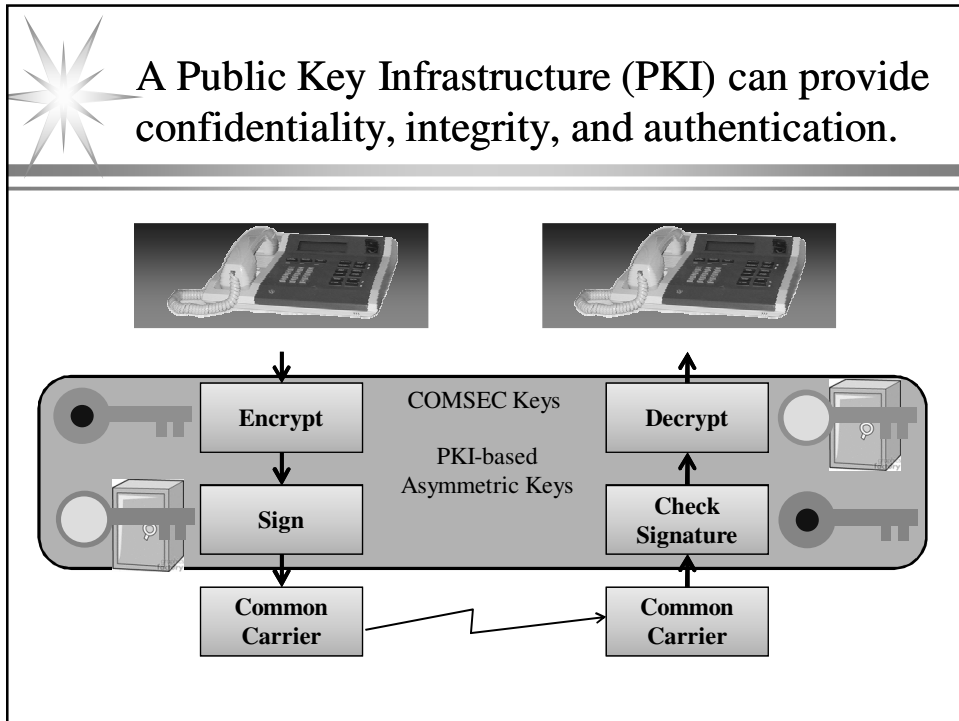 A Public Key Infrastructure (PKI) can provide
confidentiality, integrity, and authentication.
Encrypt
COMSEC Keys
Decrypt
PKI-based
Asymmetric Keys
Sign
Check
Signature
Common
Carrier
Common
Carrier